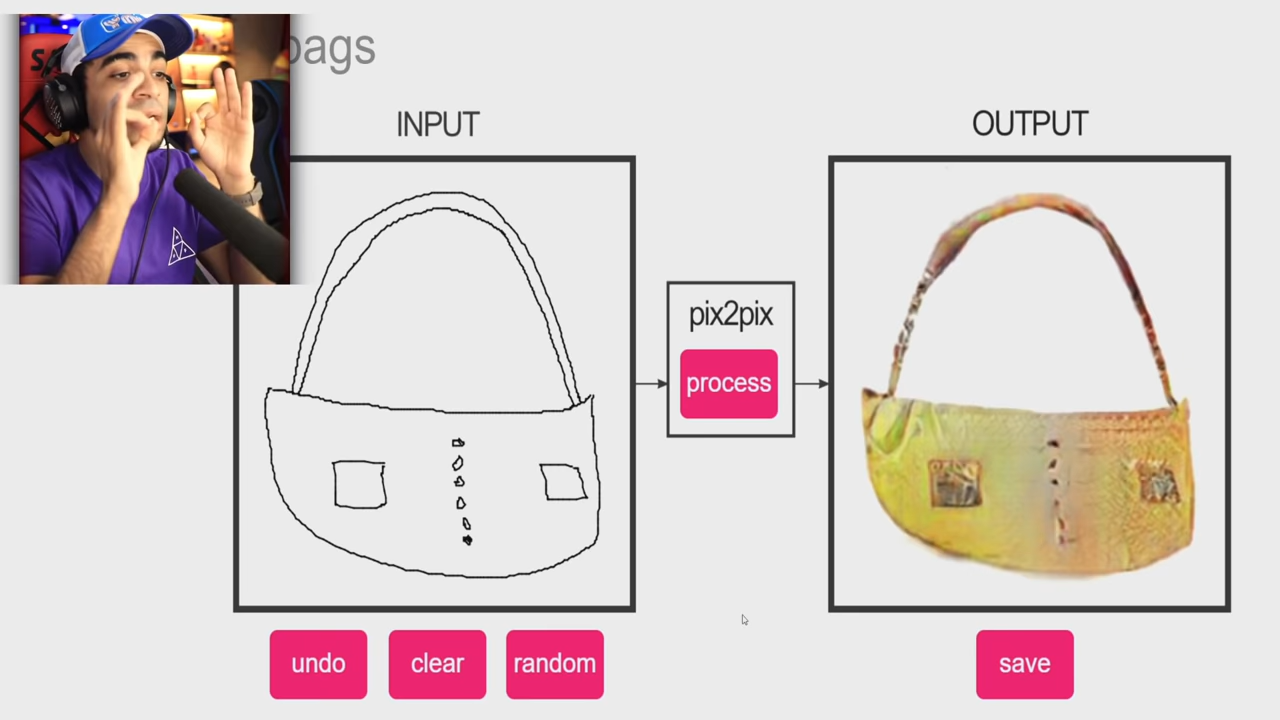 bags
INPUT
OUTPUT
pix2pix
process
undo
clear
random
save